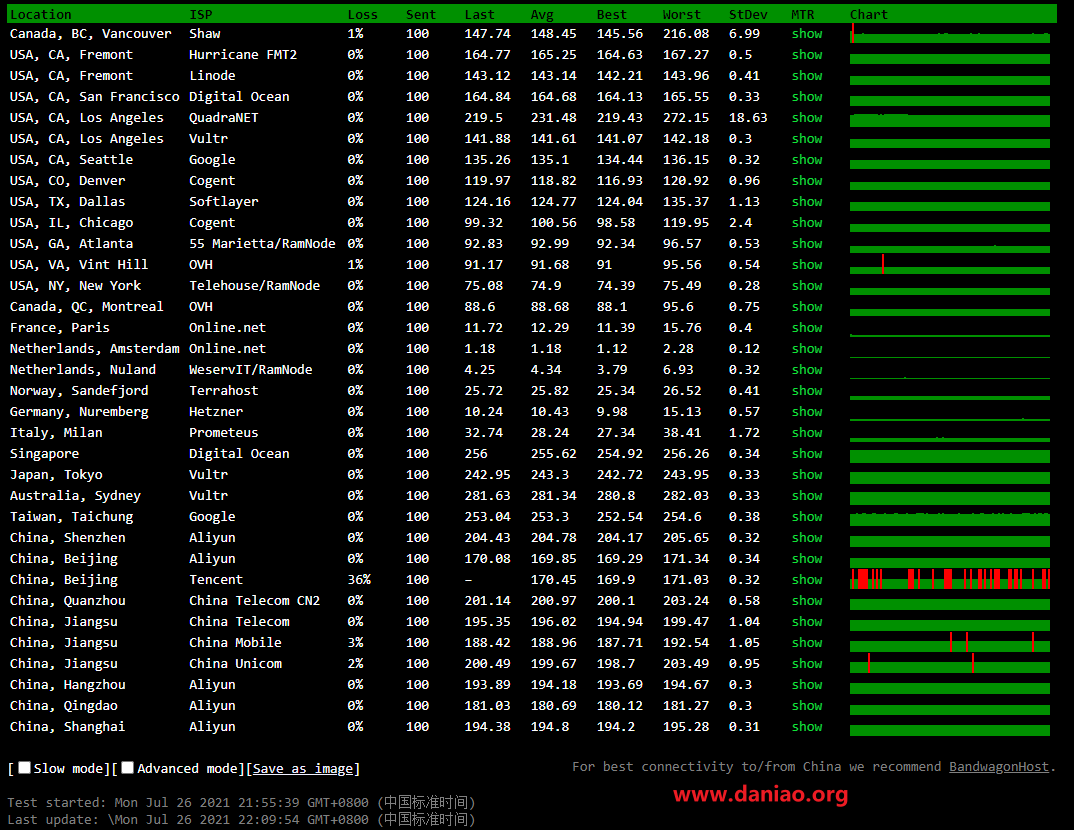 Location ISP Loss Sent Last Avg Best Worst StDev MTR Chart
Canada, BC, Vancouver Shaw 1% 100 147.74 148.45 145.56 216.08 6.99 show
USA, CA, Fremont Hurricane FMT2 0% 100 164.77 165.25 164.63 167.27 0.5 show
USA, CA, Fremont Linode 0% 100 143.12 143.14 142.21 143.96 0.41 show
USA, CA, San Francisco Digital Ocean 0% 100 164.84 164.68 164.13 165.55 0.33 show
USA, CA, Los Angeles QuadraNET 0% 100 219.5 231.48 219.43 272.15 18.63 show
USA, CA, Los Angeles Vultr 0% 100 141.88 141.61 141.07 142.18 0.3 show
USA, CA, Seattle Google 0% 100 135.26 135.1 134.44 136.15 0.32 show
USA, CO, Denver Cogent 0% 100 119.97 118.82 116.93 120.92 0.96 show
USA, TX, Dallas Softlayer 0% 100 124.16 124.77 124.04 135.37 1.13 show
USA, IL, Chicago Cogent 0% 100 99.32 100.56 98.58 119.95 2.4 show
USA, GA, Atlanta 55 Marietta/RamNode 0% 100 92.83 92.99 92.34 96.57 0.53 show
USA, VA, Vint Hill OVH 1% 100 91.17 91.68 91 95.56 0.54 show
USA, NY, New York Telehouse/RamNode 0% 100 75.08 74.9 74.39 75.49 0.28 show
Canada, QC, Montreal OVH 0% 100 88.6 88.68 88.1 95.6 0.75 show
France, Paris Online.net 0% 100 11.72 12.29 11.39 15.76 0.4 show
Netherlands, Amsterdam Online.net 0% 100 1.18 1.18 1.12 2.28 0.12 show
Netherlands, Nuland WeservIT/RamNode 0% 100 4.25 4.34 3.79 6.93 0.32 show
Norway, Sandefjord Terrahost 0% 100 25.72 25.82 25.34 26.52 0.41 show
Germany, Nuremberg Hetzner 0% 100 10.24 10.43 9.98 15.13 0.57 show
Italy, Milan Prometeus 0% 100 32.74 28.24 27.34 38.41 1.72 show
Singapore Digital Ocean 0% 100 256 255.62 254.92 256.26 0.34 show
Japan, Tokyo Vultr 0% 100 242.95 243.3 242.72 243.95 0.33 show
Australia, Sydney Vultr 0% 100 281.63 281.34 280.8 282.03 0.33 show
Taiwan, Taichung Google 0% 100 253.04 253.3 252.54 254.6 0.38 show
China, Shenzhen Aliyun 0% 100 204.43 204.78 204.17 205.65 0.32 show
China, Beijing Aliyun 0% 100 170.08 169.85 169.29 171.34 0.34 show
China, Beijing Tencent 36% 100 – 170.45 169.9 171.03 0.32 show
China, Quanzhou China Telecom CN2 0% 100 201.14 200.97 200.1 203.24 0.58 show
China, Jiangsu China Telecom 0% 100 195.35 196.02 194.94 199.47 1.04 show
China, Jiangsu China Mobile 3% 100 188.42 188.96 187.71 192.54 1.05 show
China, Jiangsu China Unicom 2% 100 200.49 199.67 198.7 203.49 0.95 show
China, Hangzhou Aliyun 0% 100 193.89 194.18 193.69 194.67 0.3 show
China, Qingdao Aliyun 0% 100 181.03 180.69 180.12 181.27 0.3 show
China, Shanghai Aliyun 0% 100 194.38 194.8 194.2 195.28 0.31 show
[ Slow mode][ Advanced mode][Save as image]
For best connectivity to/from China we recommend BandwagonHost.
www.daniao.org
Test started: Mon Jul 26 2021 21:55:39 GMT+0800 (中国标准时间)
Last update: \Mon Jul 26 2021 22:09:54 GMT+0800 (中国标准时间)